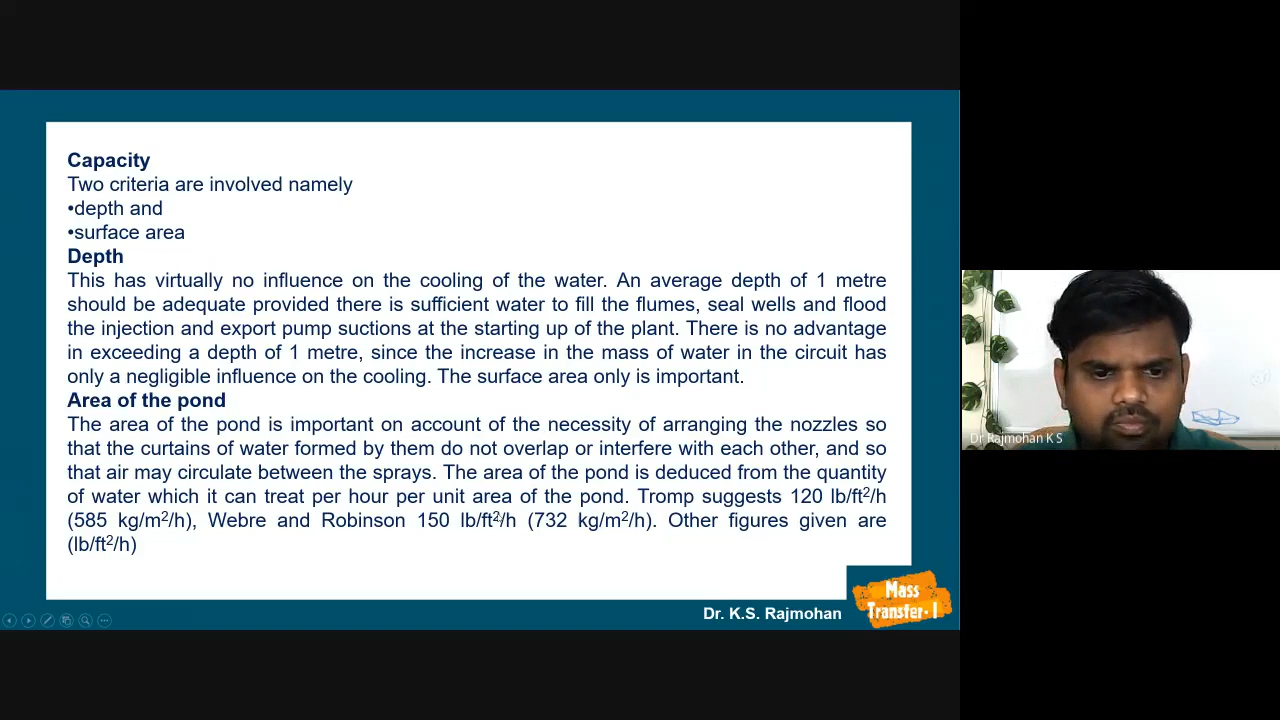 Capacity
Two criteria are involved namely
•depth and
•surface area
Depth
This has virtually no influence on the cooling of the water. An average depth of 1 metre
should be adequate provided there is sufficient water to fill the flumes, seal wells and flood
the injection and export pump suctions at the starting up of the plant. There is no advantage
in exceeding a depth of 1 metre, since the increase in the mass of water in the circuit has
only a negligible influence on the cooling. The surface area only is important.
Area of the pond
The area of the pond is important on account of the necessity of arranging the nozzles so
that the curtains of water formed by them do not overlap or interfere with each other, and so
that air may circulate between the sprays. The area of the pond is deduced from the quantity
of water which it can treat per hour per unit area of the pond. Tromp suggests 120 lb/ft²/h
(585 kg/m²/h), Webre and Robinson 150 lb/ft²/h (732 kg/m²/h). Other figures given are
(lb/ft²/h)
Dr. K.S. Rajmohan
Mass
Transfer-I
Dr Rajmohan K S